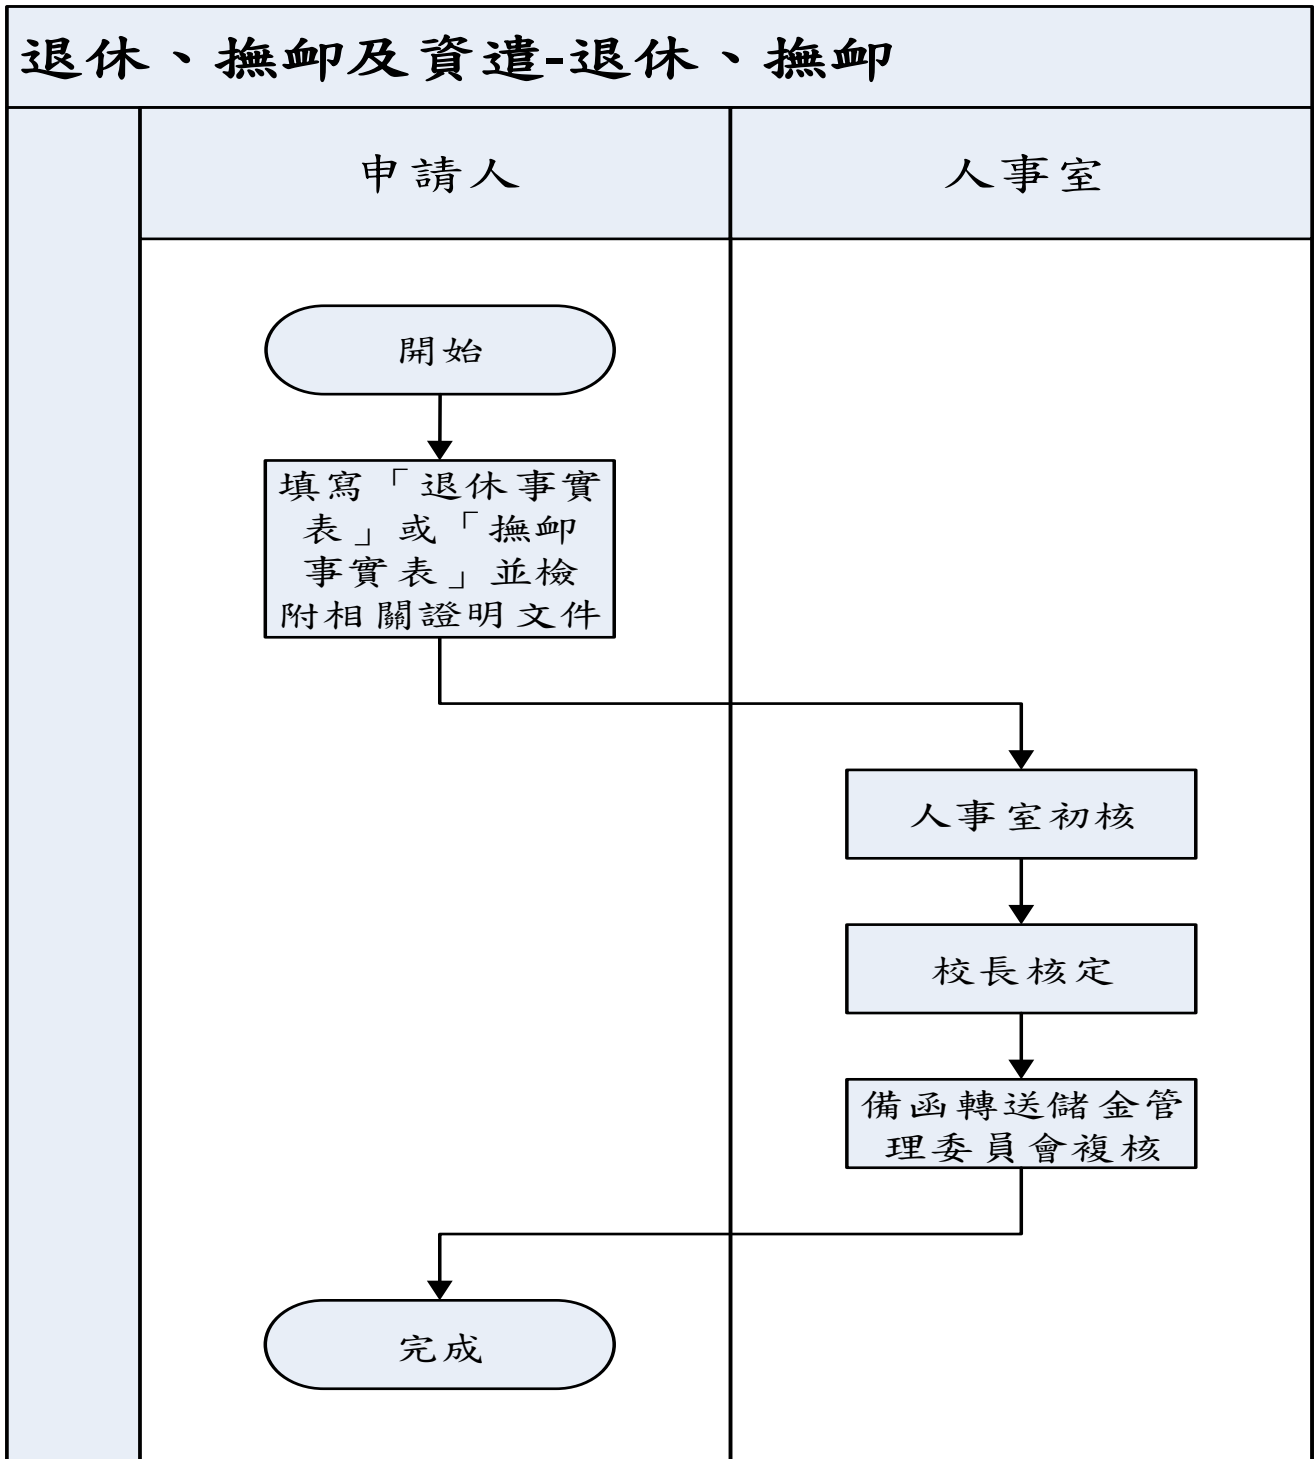 退休、撫卹及資遣-退休、撫卹
申請人
人事室
開始
填寫「退休事實
表」或「撫卹
事實表」並檢
附相關證明文件
人事室初核
校長核定
備函轉送儲金管
理委員會複核
完成